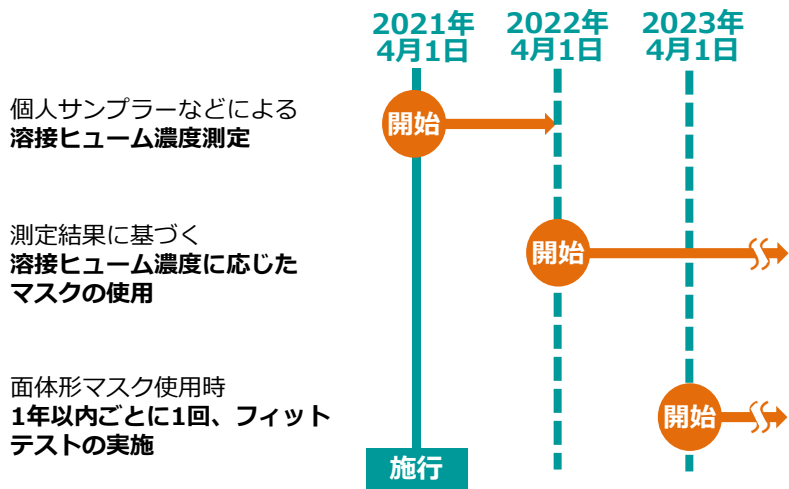 2021年
4月1日
2022年
4月1日
2023年
4月1日
個人サンプラーなどによる
溶接ヒューム濃度測定
開始
測定結果に基づく
溶接ヒューム濃度に応じた
マスクの使用
開始
面体形マスク使用時
1年以内ごとに1回、フィット
テストの実施
開始
施行